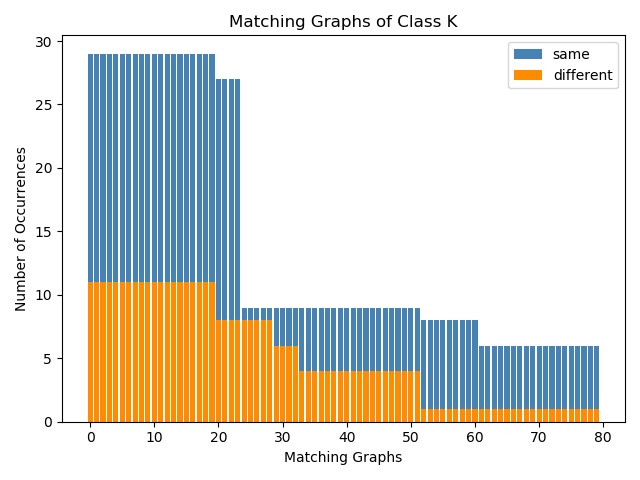 Matching Graphs of Class K
same
different
Number of Occurrences
30
25
20
15
10
5
0
0 10 20 30 40 50 60 70 80
Matching Graphs